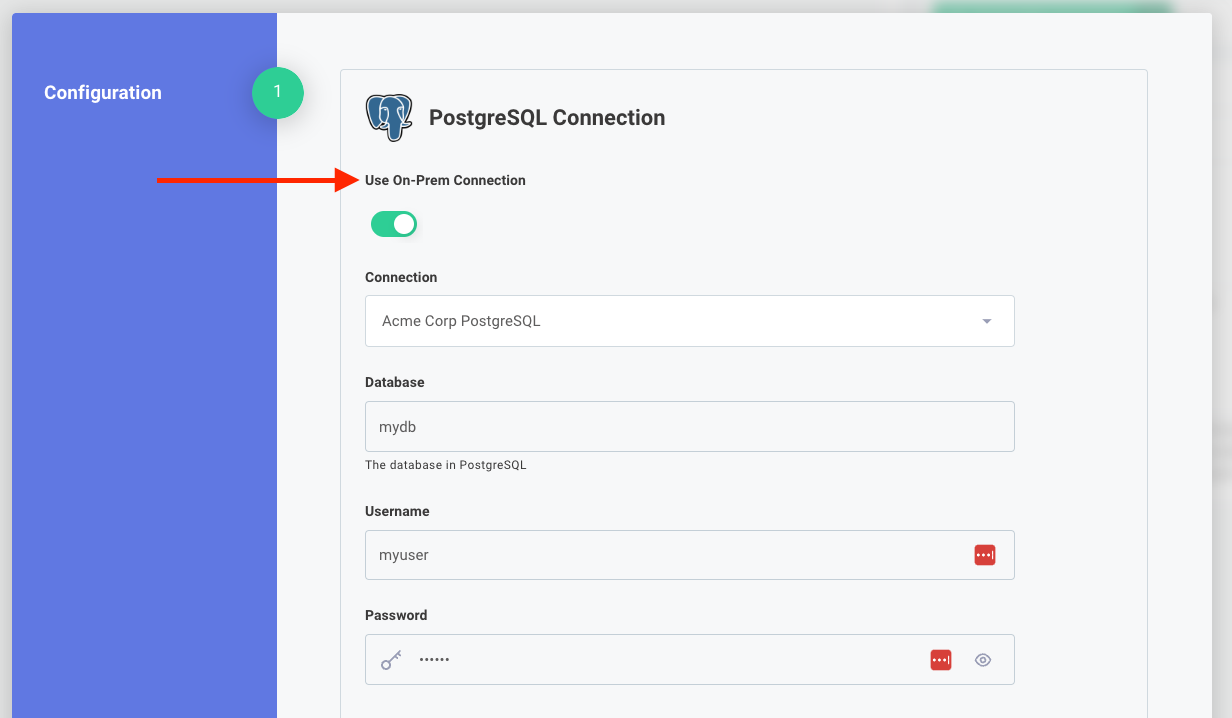 Configuration
1
PostgreSQL Connection
Use On-Prem Connection
Connection
Acme Corp PostgreSQL
Database
mydb
The database in PostgreSQL
Username
myuser
Password
••••••